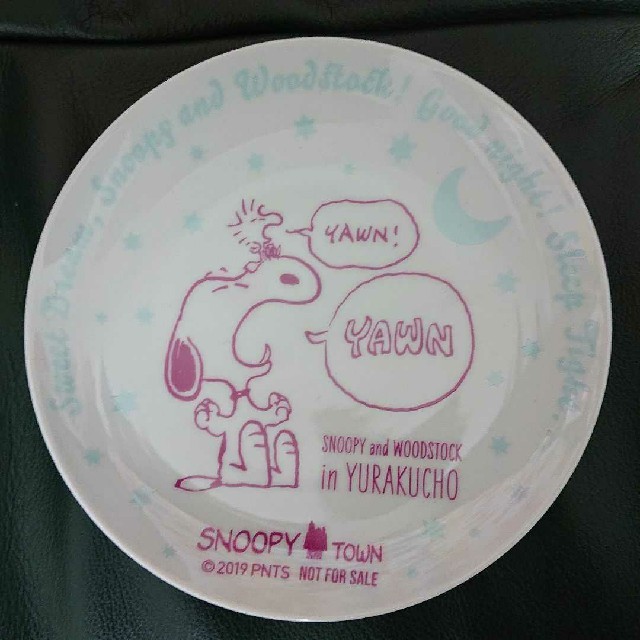 Sweet Dreams, Snoopy and Woodstock! Good night! Sleep Tight!
YAWN!
YAWN
SNOOPY and WOODSTOCK
in YURAKUCHO
SNOOPY TOWN
© 2019 PNTS NOT FOR SALE